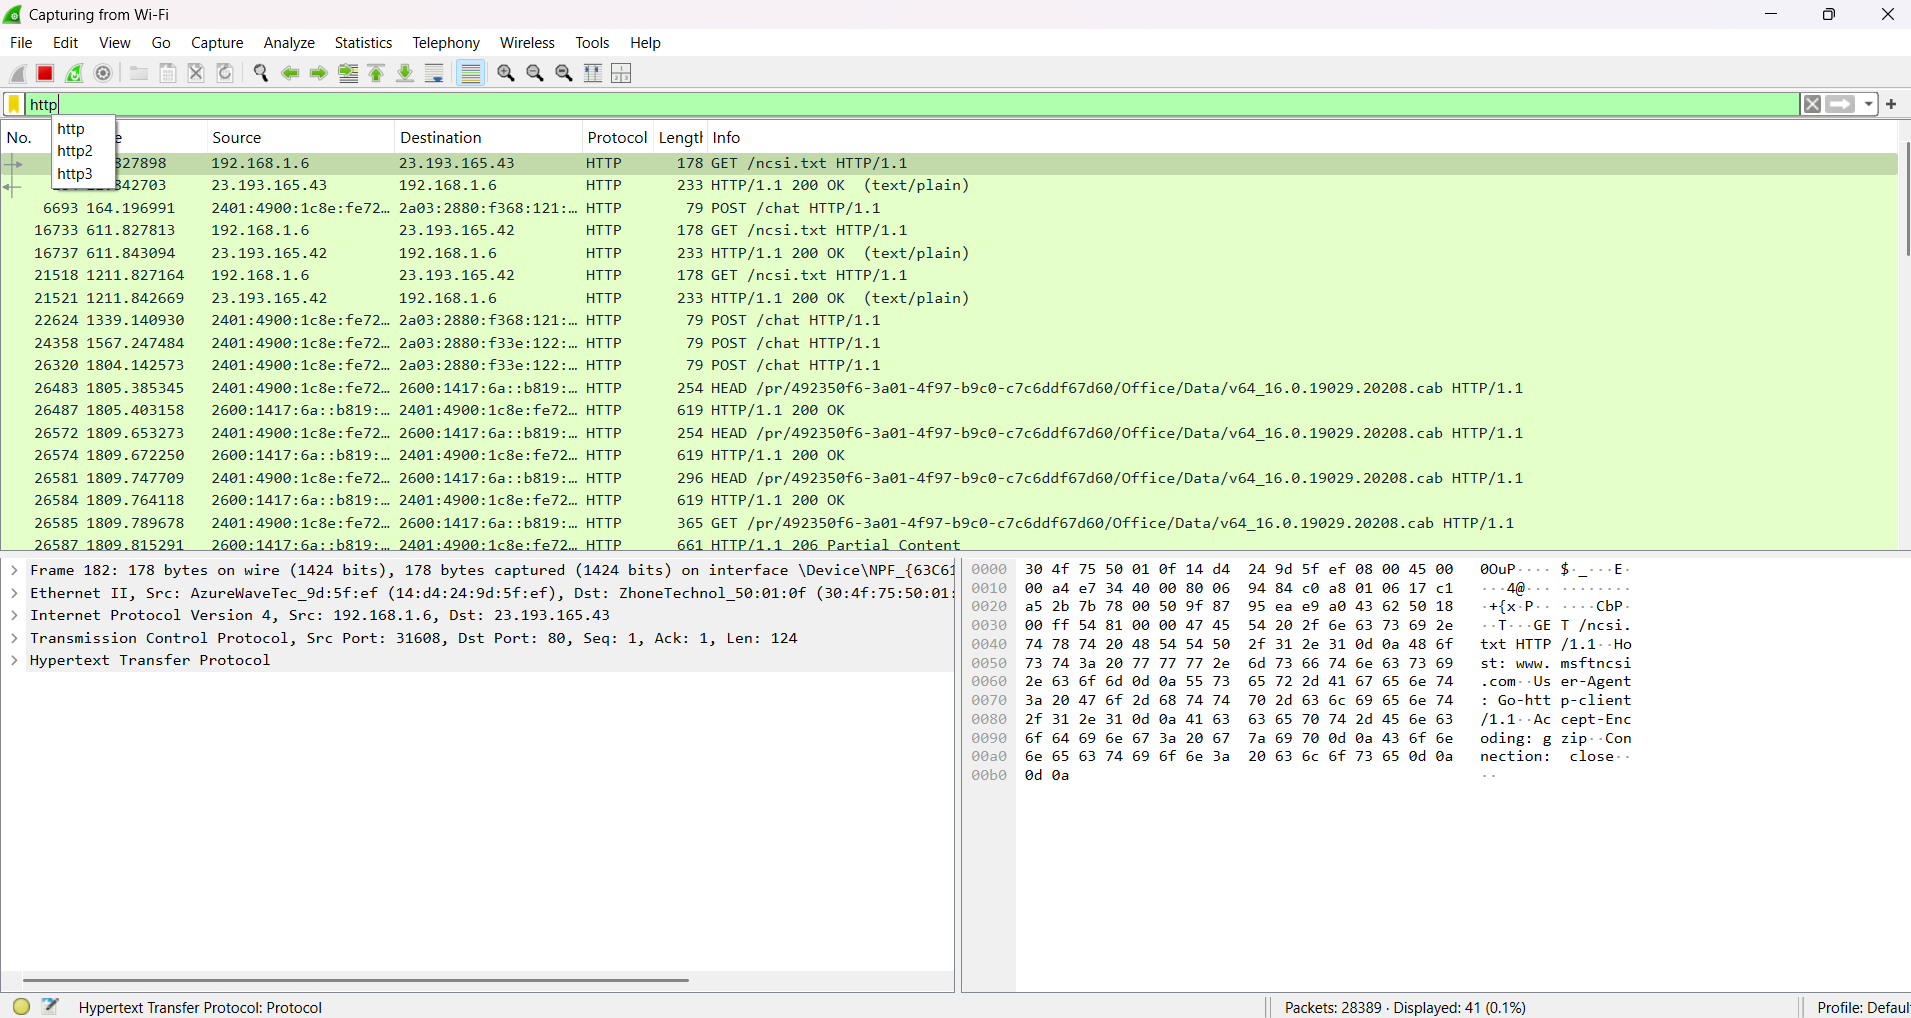 Capturing from Wi-Fi
File Edit View Go Capture Analyze Statistics Telephony Wireless Tools Help
http
http
http2
http3
No. e Source Destination Protocol Length Info
827898 192.168.1.6 23.193.165.43 HTTP 178 GET /ncsi.txt HTTP/1.1
842703 23.193.165.43 192.168.1.6 HTTP 233 HTTP/1.1 200 OK (text/plain)
6693 164.196991 2401:4900:1c8e:fe72… 2a03:2880:f368:121:… HTTP 79 POST /chat HTTP/1.1
16733 611.827813 192.168.1.6 23.193.165.42 HTTP 178 GET /ncsi.txt HTTP/1.1
16737 611.843094 23.193.165.42 192.168.1.6 HTTP 233 HTTP/1.1 200 OK (text/plain)
21518 1211.827164 192.168.1.6 23.193.165.42 HTTP 178 GET /ncsi.txt HTTP/1.1
21521 1211.842669 23.193.165.42 192.168.1.6 HTTP 233 HTTP/1.1 200 OK (text/plain)
22624 1339.140930 2401:4900:1c8e:fe72… 2a03:2880:f368:121:… HTTP 79 POST /chat HTTP/1.1
24358 1567.247484 2401:4900:1c8e:fe72… 2a03:2880:f33e:122:… HTTP 79 POST /chat HTTP/1.1
26320 1804.142573 2401:4900:1c8e:fe72… 2a03:2880:f33e:122:… HTTP 79 POST /chat HTTP/1.1
26483 1805.385345 2401:4900:1c8e:fe72… 2600:1417:6a::b819:… HTTP 254 HEAD /pr/492350f6-3a01-4f97-b9c0-c7c6ddf67d60/Office/Data/v64_16.0.19029.20208.cab HTTP/1.1
26487 1805.403158 2600:1417:6a::b819:… 2401:4900:1c8e:fe72… HTTP 619 HTTP/1.1 200 OK
26572 1809.653273 2401:4900:1c8e:fe72… 2600:1417:6a::b819:… HTTP 254 HEAD /pr/492350f6-3a01-4f97-b9c0-c7c6ddf67d60/Office/Data/v64_16.0.19029.20208.cab HTTP/1.1
26574 1809.672250 2600:1417:6a::b819:… 2401:4900:1c8e:fe72… HTTP 619 HTTP/1.1 200 OK
26581 1809.747709 2401:4900:1c8e:fe72… 2600:1417:6a::b819:… HTTP 296 HEAD /pr/492350f6-3a01-4f97-b9c0-c7c6ddf67d60/Office/Data/v64_16.0.19029.20208.cab HTTP/1.1
26584 1809.764118 2600:1417:6a::b819:… 2401:4900:1c8e:fe72… HTTP 619 HTTP/1.1 200 OK
26585 1809.789678 2401:4900:1c8e:fe72… 2600:1417:6a::b819:… HTTP 365 GET /pr/492350f6-3a01-4f97-b9c0-c7c6ddf67d60/Office/Data/v64_16.0.19029.20208.cab HTTP/1.1
26587 1809.815291 2600:1417:6a::b819:… 2401:4900:1c8e:fe72… HTTP 661 HTTP/1.1 206 Partial Content
Frame 182: 178 bytes on wire (1424 bits), 178 bytes captured (1424 bits) on interface \Device\NPF_{63C61
Ethernet II, Src: AzureWaveTec_9d:5f:ef (14:d4:24:9d:5f:ef), Dst: ZhoneTechnol_50:01:0f (30:4f:75:50:01:
Internet Protocol Version 4, Src: 192.168.1.6, Dst: 23.193.165.43
Transmission Control Protocol, Src Port: 31608, Dst Port: 80, Seq: 1, Ack: 1, Len: 124
Hypertext Transfer Protocol
0000 30 4f 75 50 01 0f 14 d4 24 9d 5f ef 08 00 45 00 0OuP···· $·_···E·
0010 00 a4 e7 34 40 00 80 06 94 84 c0 a8 01 06 17 c1 ···4@··· ········
0020 a5 2b 7b 78 00 50 9f 87 95 ea e9 a0 43 62 50 18 ·+{x·P·· ····CbP·
0030 00 ff 54 81 00 00 47 45 54 20 2f 6e 63 73 69 2e ··T···GE T /ncsi.
0040 74 78 74 20 48 54 54 50 2f 31 2e 31 0d 0a 48 6f txt HTTP /1.1··Ho
0050 73 74 3a 20 77 77 77 2e 6d 73 66 74 6e 63 73 69 st: www. msftncsi
0060 2e 63 6f 6d 0d 0a 55 73 65 72 2d 41 67 65 6e 74 .com··Us er-Agent
0070 3a 20 47 6f 2d 68 74 74 70 2d 63 6c 69 65 6e 74 : Go-htt p-client
0080 2f 31 2e 31 0d 0a 41 63 63 65 70 74 2d 45 6e 63 /1.1··Ac cept-Enc
0090 6f 64 69 6e 67 3a 20 67 7a 69 70 0d 0a 43 6f 6e oding: g zip··Con
00a0 6e 65 63 74 69 6f 6e 3a 20 63 6c 6f 73 65 0d 0a nection: close··
00b0 0d 0a ··
Hypertext Transfer Protocol: Protocol Packets: 28389 · Displayed: 41 (0.1%) Profile: Defaul